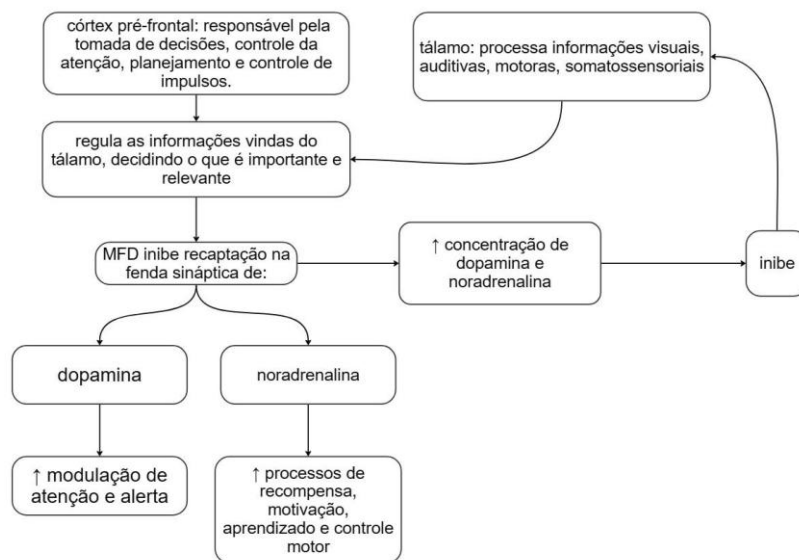 córtex pré-frontal: responsável pela
tomada de decisões, controle da
atenção, planejamento e controle de
impulsos.
tálamo: processa informações visuais,
auditivas, motoras, somatossensoriais
regula as informações vindas do
tálamo, decidindo o que é importante e
relevante
MFD inibe recaptação na
fenda sináptica de:
↑ concentração de
dopamina e
noradrenalina
inibe
dopamina
noradrenalina
↑ modulação de
atenção e alerta
↑ processos de
recompensa,
motivação,
aprendizado e controle
motor